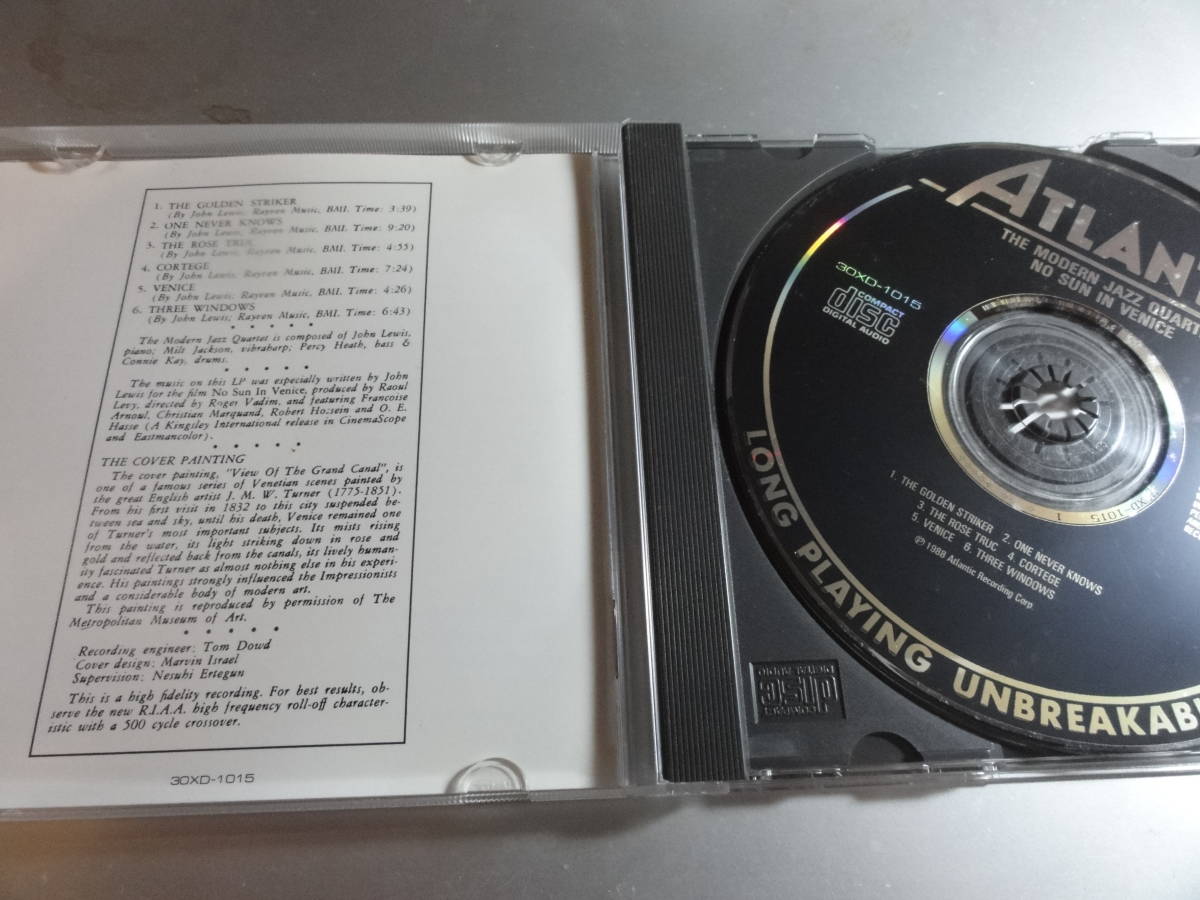 1. THE GOLDEN STRIKER
(By John Lewis, Rayven Music, BMI. Time: 3:39)
2. ONE NEVER KNOWS
(By John Lewis, Rayven Music, BMI. Time: 9:20)
3. THE ROSE TRUC
(By John Lewis, Rayven Music, BMI. Time: 4:55)
4. CORTEGE
(By John Lewis, Rayven Music, BMI. Time: 7:24)
5. VENICE
(By John Lewis, Rayven Music, BMI. Time: 4:26)
6. THREE WINDOWS
(By John Lewis; Rayven Music, BMI. Time: 6:43)
* * * * *
The Modern Jazz Quartet is composed of John Lewis,
piano; Milt Jackson, vibraharp; Percy Heath, bass &
Connie Kay, drums.
* * * * *
The music on this LP was especially written by John
Lewis for the film No Sun In Venice, produced by Raoul
Levy, directed by Roger Vadim, and featuring Francoise
Arnoul, Christian Marquand, Robert Hossein and O. E.
Hasse (A Kingsley International release in CinemaScope
and Eastmancolor).
* * * * *
THE COVER PAINTING
The cover painting, "View Of The Grand Canal", is
one of a famous series of Venetian scenes painted by
the great English artist J. M. W. Turner (1775-1851).
From his first visit in 1832 to this city suspended be-
tween sea and sky, until his death, Venice remained one
of Turner's most important subjects. Its mists rising
from the water, its light striking down in rose and
gold and reflected back from the canals, its lively human-
ity fascinated Turner as almost nothing else in his experi-
ence. His paintings strongly influenced the Impressionists
and a considerable body of modern art.
This painting is reproduced by permission of The
Metropolitan Museum of Art.
* * * * *
Recording engineer: Tom Dowd
Cover design: Marvin Israel
Supervision: Nesuhi Ertegun
This is a high fidelity recording. For best results, ob-
serve the new R.I.A.A. high frequency roll-off character-
istic with a 500 cycle crossover.
30XD-1015
ATLANT
THE MODERN JAZZ QUART
NO SUN IN VENICE
30XD-1015
COMPACT
disc
DIGITAL AUDIO
1. THE GOLDEN STRIKER 2. ONE NEVER KNOWS
3. THE ROSE TRUC 4. CORTEGE
5. VENICE 6. THREE WINDOWS
℗ 1988 Atlantic Recording Corp
LONG PLAYING UNBREAKAB
COMPACT
disc
DIGITAL AUDIO